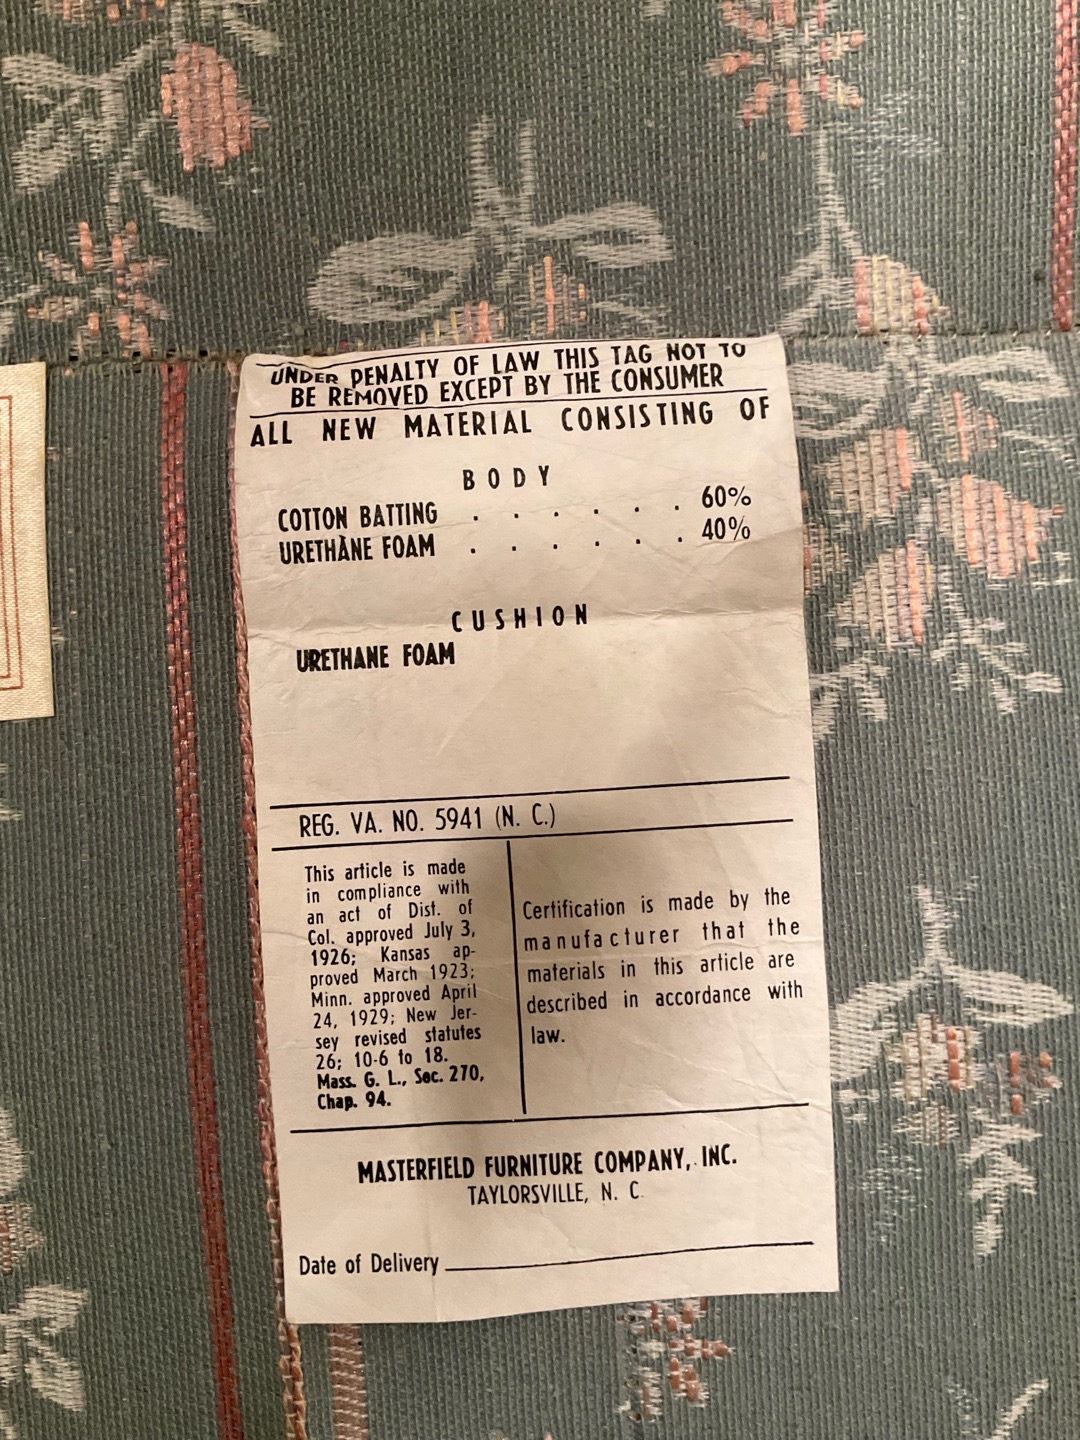 UNDER PENALTY OF LAW THIS TAG NOT TO
BE REMOVED EXCEPT BY THE CONSUMER
ALL NEW MATERIAL CONSISTING OF
BODY
COTTON BATTING . . . . . . 60%
URETHANE FOAM . . . . . . 40%
CUSHION
URETHANE FOAM
REG. VA. NO. 5941 (N. C.)
This article is made
in compliance with
an act of Dist. of
Col. approved July 3,
1926; Kansas ap-
proved March 1923;
Minn. approved April
24, 1929; New Jer-
sey revised statutes
26; 10-6 to 18.
Mass. G. L., Sec. 270,
Chap. 94.
Certification is made by the
manufacturer that the
materials in this article are
described in accordance with
law.
MASTERFIELD FURNITURE COMPANY, INC.
TAYLORSVILLE, N. C.
Date of Delivery